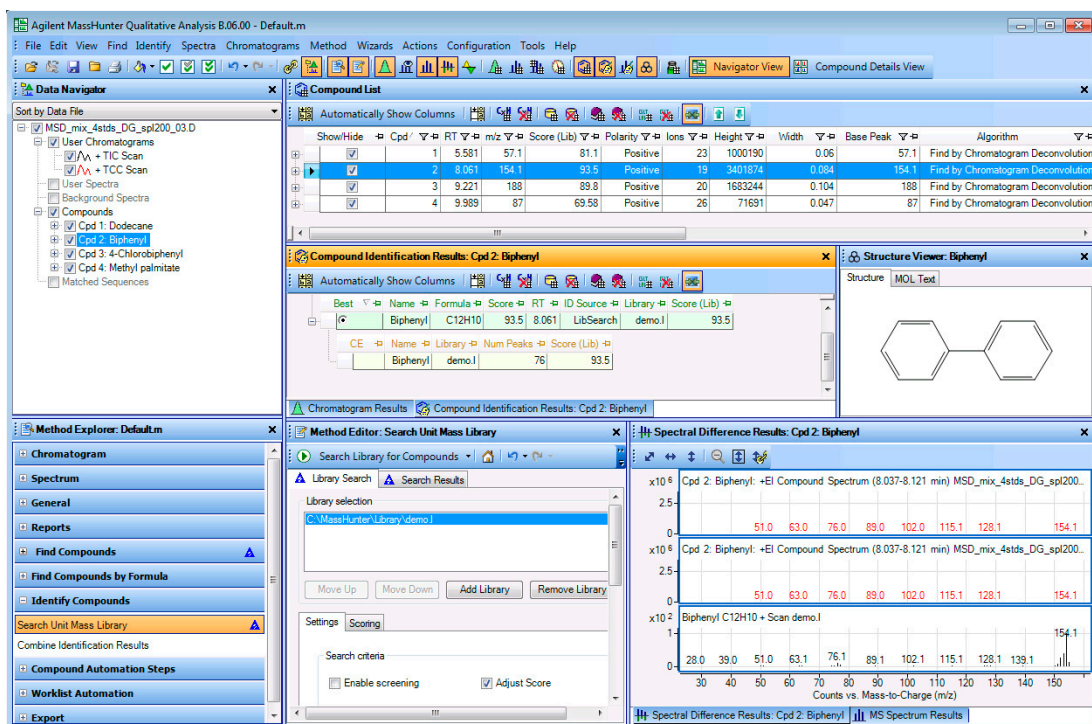 Agilent MassHunter Qualitative Analysis B.06.00 - Default.m
File Edit View Find Identify Spectra Chromatograms Method Wizards Actions Configuration Tools Help
Navigator View Compound Details View
Data Navigator
Sort by Data File
MSD_mix_4stds_DG_spl200_03.D
User Chromatograms
+ TIC Scan
+ TCC Scan
User Spectra
Background Spectra
Compounds
Cpd 1: Dodecane
Cpd 2: Biphenyl
Cpd 3: 4-Chlorobiphenyl
Cpd 4: Methyl palmitate
Matched Sequences
Compound List
Automatically Show Columns
Show/Hide Cpd RT m/z Score (Lib) Polarity Ions Height Width Base Peak Algorithm
1 5.581 57.1 81.1 Positive 23 1000190 0.06 57.1 Find by Chromatogram Deconvolution
2 8.061 154.1 93.5 Positive 19 3401874 0.084 154.1 Find by Chromatogram Deconvolution
3 9.221 188 89.8 Positive 20 1683244 0.104 188 Find by Chromatogram Deconvolution
4 9.989 87 69.58 Positive 26 71691 0.047 87 Find by Chromatogram Deconvolution
Compound Identification Results: Cpd 2: Biphenyl
Automatically Show Columns
Best Name Formula Score RT ID Source Library Score (Lib)
Biphenyl C12H10 93.5 8.061 LibSearch demo.l 93.5
CE Name Library Num Peaks Score (Lib)
Biphenyl demo.l 76 93.5
Chromatogram Results Compound Identification Results: Cpd 2: Biphenyl
Structure Viewer: Biphenyl
Structure MOL Text
Method Explorer: Default.m
Chromatogram
Spectrum
General
Reports
Find Compounds
Find Compounds by Formula
Identify Compounds
Search Unit Mass Library
Combine Identification Results
Compound Automation Steps
Worklist Automation
Export
Method Editor: Search Unit Mass Library
Search Library for Compounds
Library Search Search Results
Library selection
C:\MassHunter\Library\demo.l
Move Up Move Down Add Library Remove Library
Settings Scoring
Search criteria
Enable screening Adjust Score
Spectral Difference Results: Cpd 2: Biphenyl
x10 6 Cpd 2: Biphenyl: +EI Compound Spectrum (8.037-8.121 min) MSD_mix_4stds_DG_spl200...
2.5
51.0 63.0 76.0 89.0 102.0 115.1 128.1 154.1
0
x10 6 Cpd 2: Biphenyl: +EI Compound Spectrum (8.037-8.121 min) MSD_mix_4stds_DG_spl200...
2.5
51.0 63.0 76.0 89.0 102.0 115.1 128.1 154.1
0
x10 2 Biphenyl C12H10 + Scan demo.l
1 154.1
28.0 39.0 51.0 63.1 76.1 89.1 102.1 115.1 128.1 139.1
0
30 40 50 60 70 80 90 100 110 120 130 140 150
Counts vs. Mass-to-Charge (m/z)
Spectral Difference Results: Cpd 2: Biphenyl MS Spectrum Results